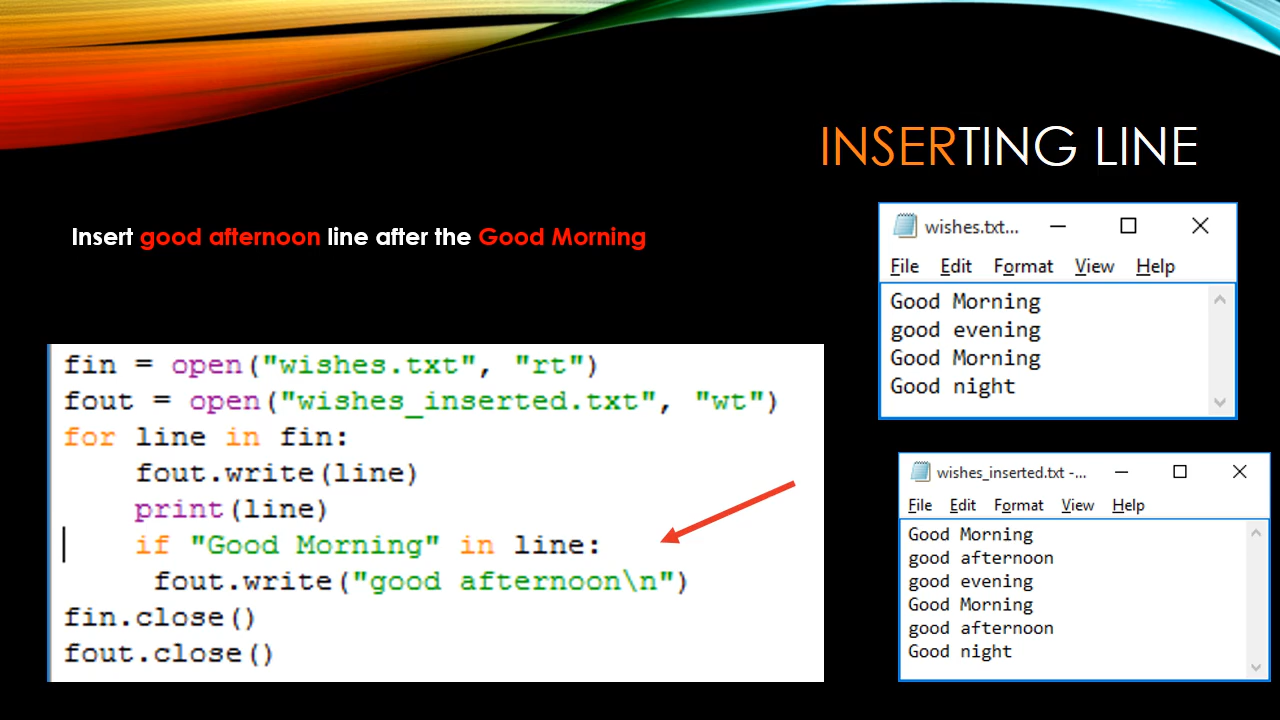 INSERTING LINE
Insert good afternoon line after the Good Morning
fin = open("wishes.txt", "rt")
fout = open("wishes_inserted.txt", "wt")
for line in fin:
    fout.write(line)
    print(line)
    if "Good Morning" in line:
     fout.write("good afternoon\n")
fin.close()
fout.close()
wishes.txt...
File Edit Format View Help
Good Morning
good evening
Good Morning
Good night
wishes_inserted.txt -...
File Edit Format View Help
Good Morning
good afternoon
good evening
Good Morning
good afternoon
Good night